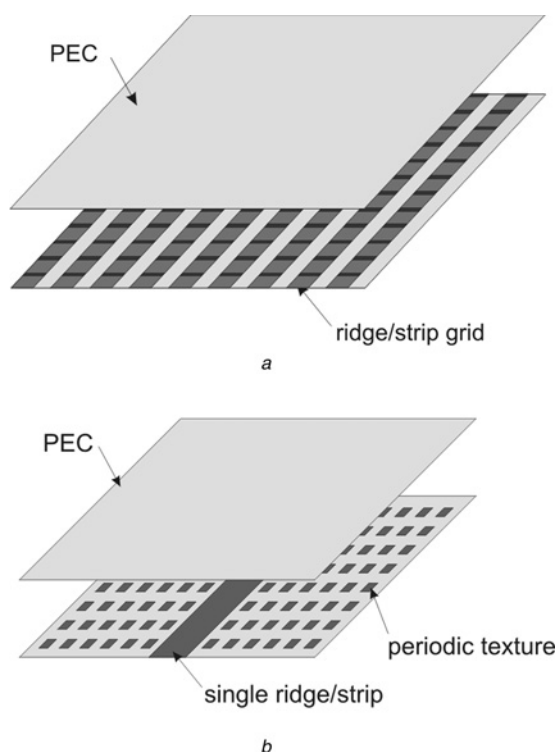 PEC
ridge/strip grid
a
PEC
periodic texture
single ridge/strip
b